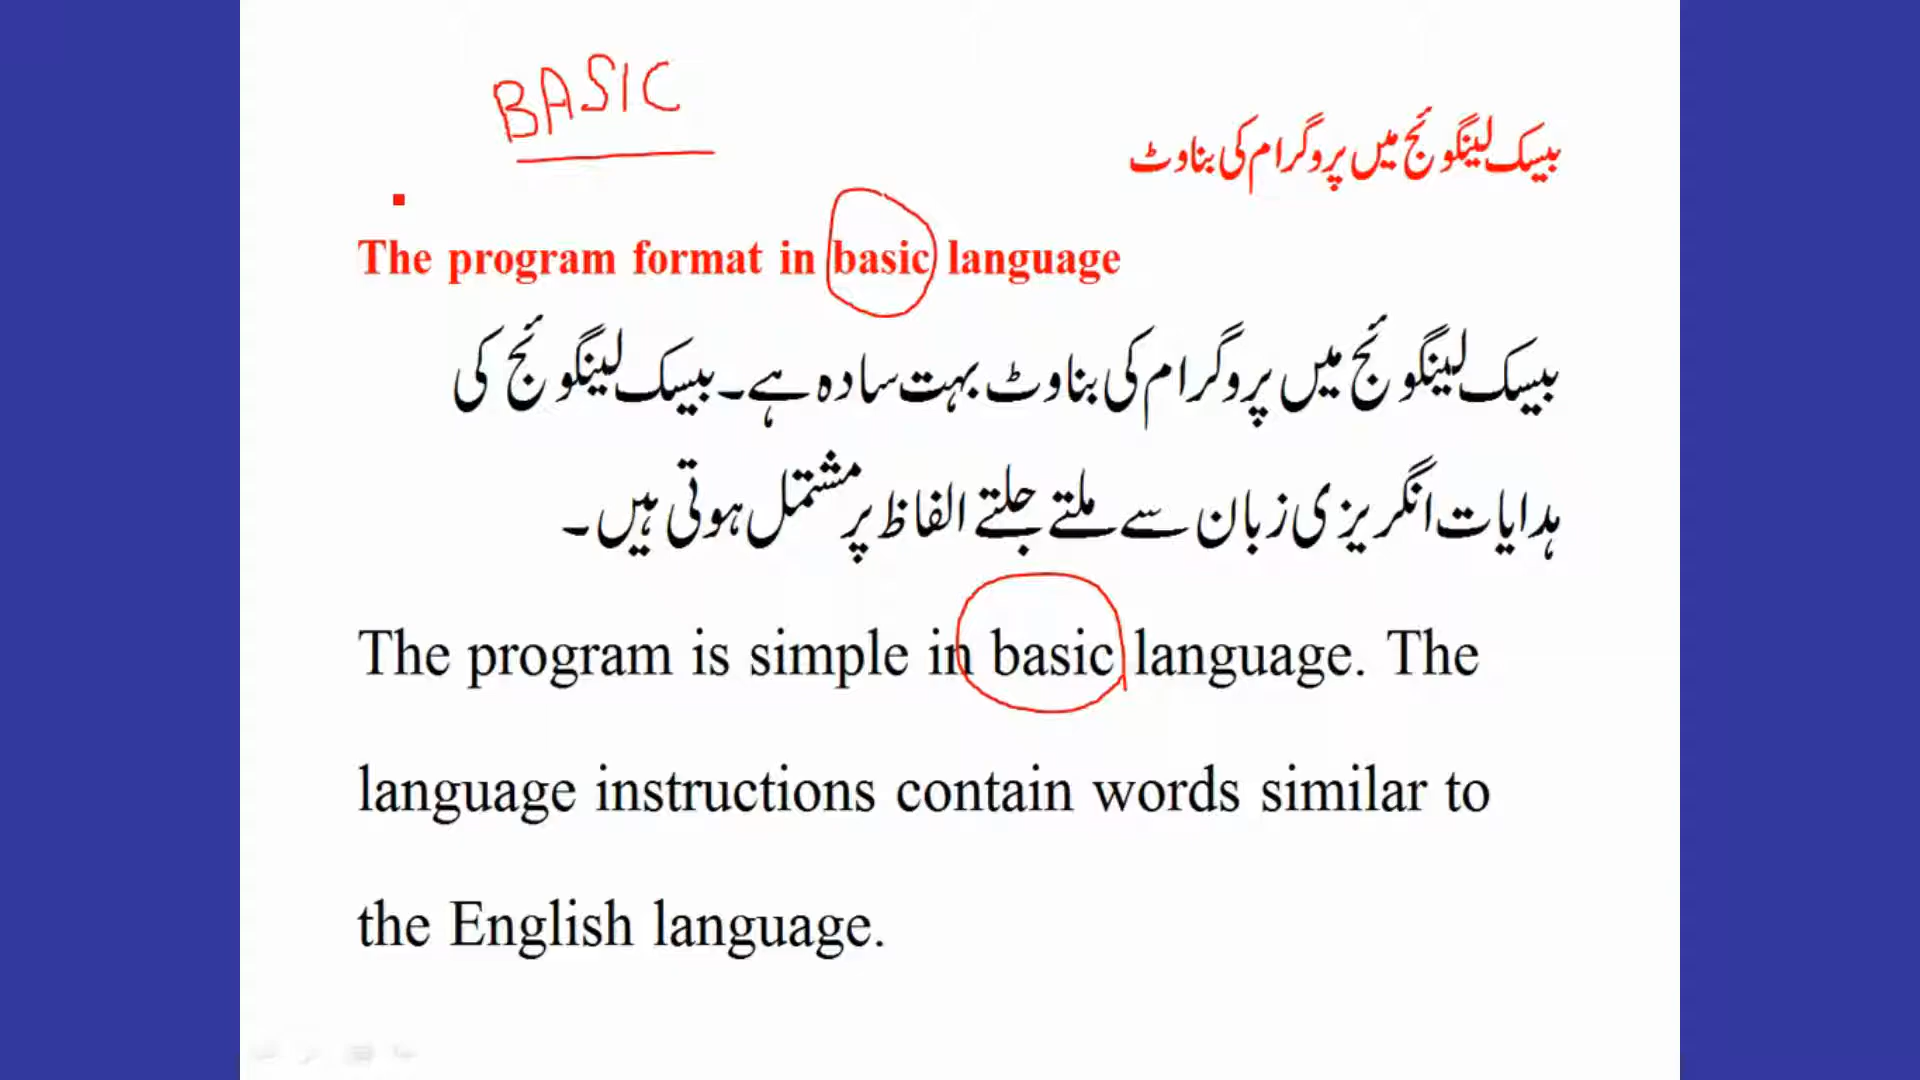 BASIC
بیسک لینگوئج میں پروگرام کی بناوٹ
The program format in basic language
بیسک لینگوئج میں پروگرام کی بناوٹ بہت سادہ ہے۔ بیسک لینگوئج کی
ہدایات انگریزی زبان سے ملتے جلتے الفاظ پر مشتمل ہوتی ہیں۔
The program is simple in basic language. The
language instructions contain words similar to
the English language.